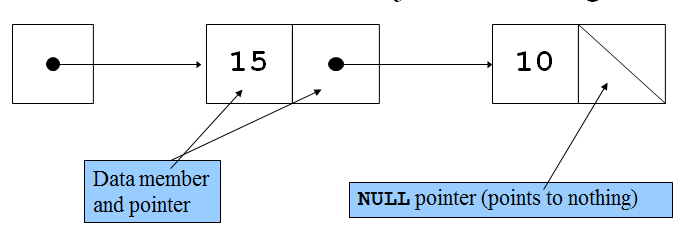 15
10
Data member
and pointer
NULL pointer (points to nothing)